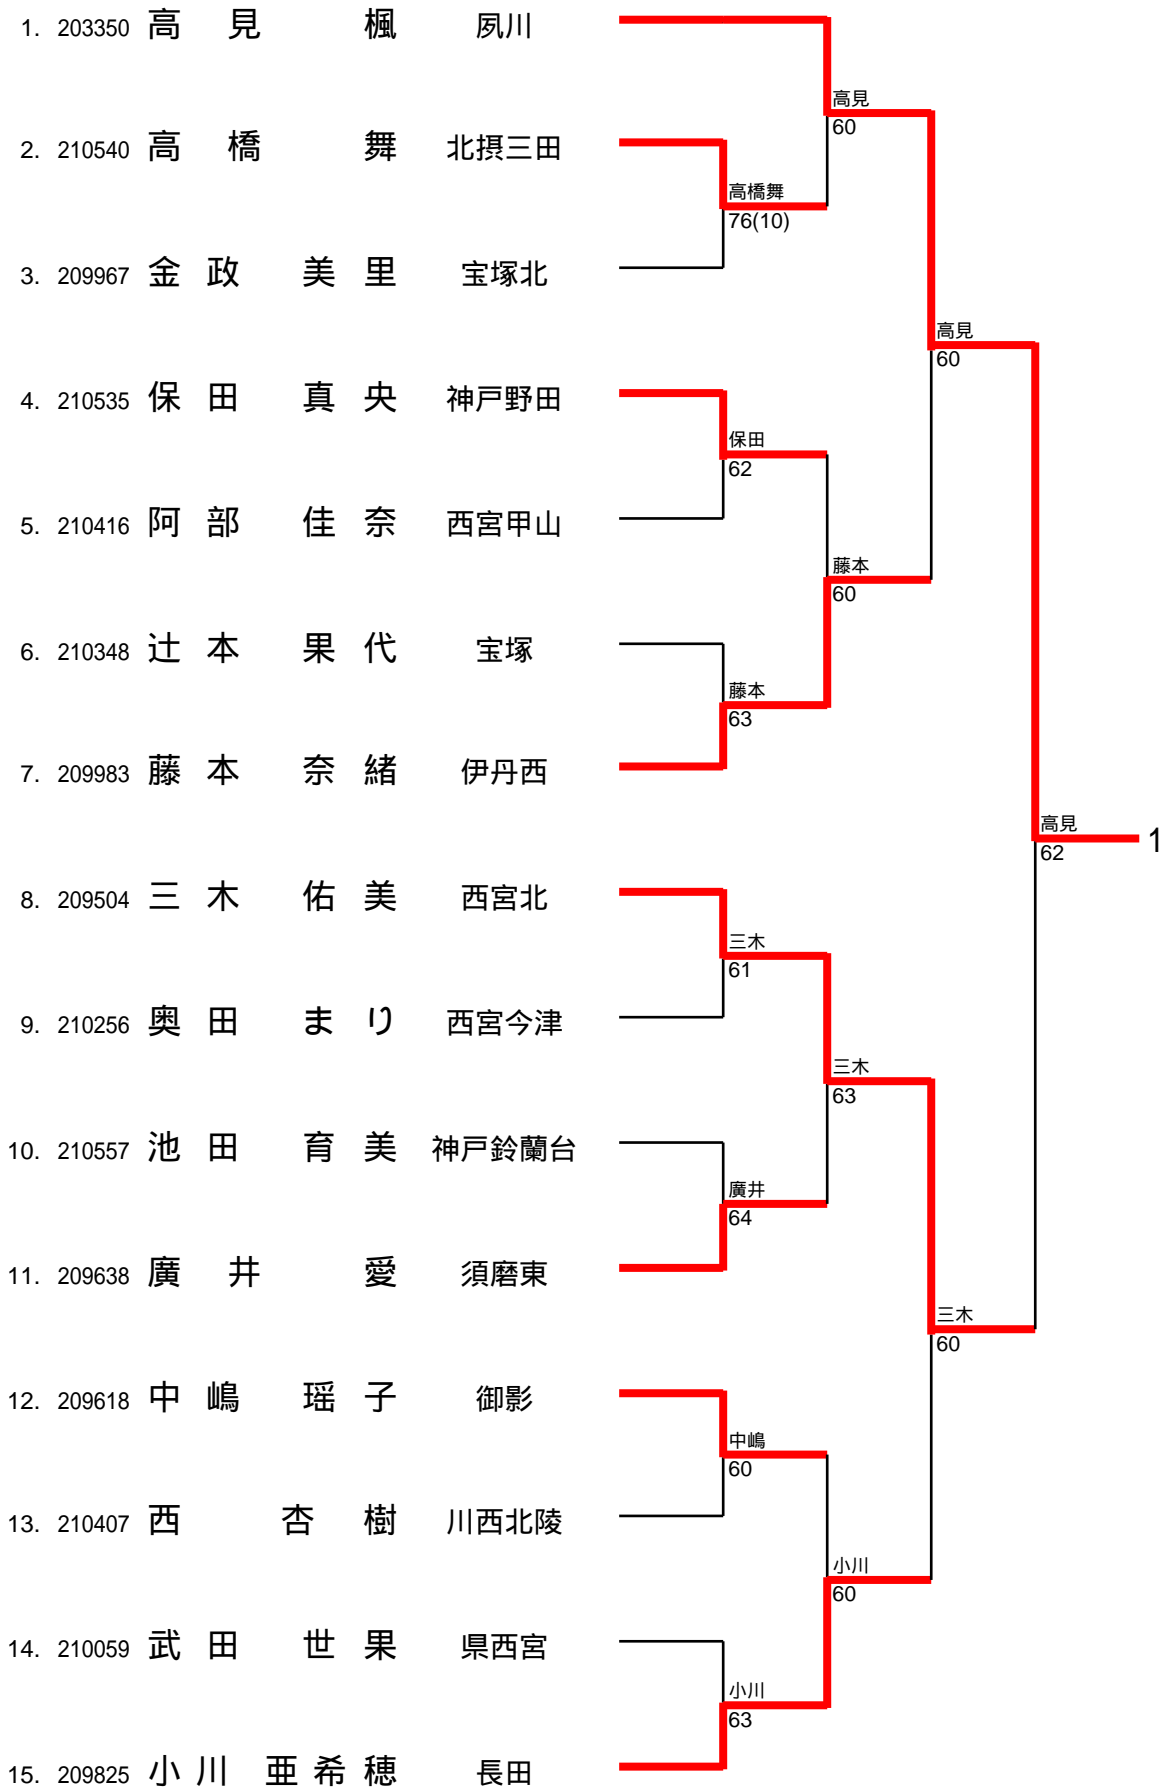 1. 203350 高見 楓 夙川
高見
60
2. 210540 高橋 舞 北摂三田
高橋舞
76(10)
3. 209967 金政 美里 宝塚北
高見
60
4. 210535 保田 真央 神戸野田
保田
62
5. 210416 阿部 佳奈 西宮甲山
藤本
60
6. 210348 辻本 果代 宝塚
藤本
63
7. 209983 藤本 奈緒 伊丹西
高見
62
1
8. 209504 三木 佑美 西宮北
三木
61
9. 210256 奥田 まり 西宮今津
三木
63
10. 210557 池田 育美 神戸鈴蘭台
廣井
64
11. 209638 廣井 愛 須磨東
三木
60
12. 209618 中嶋 瑶子 御影
中嶋
60
13. 210407 西 杏樹 川西北陵
小川
60
14. 210059 武田 世果 県西宮
小川
63
15. 209825 小川 亜希穂 長田